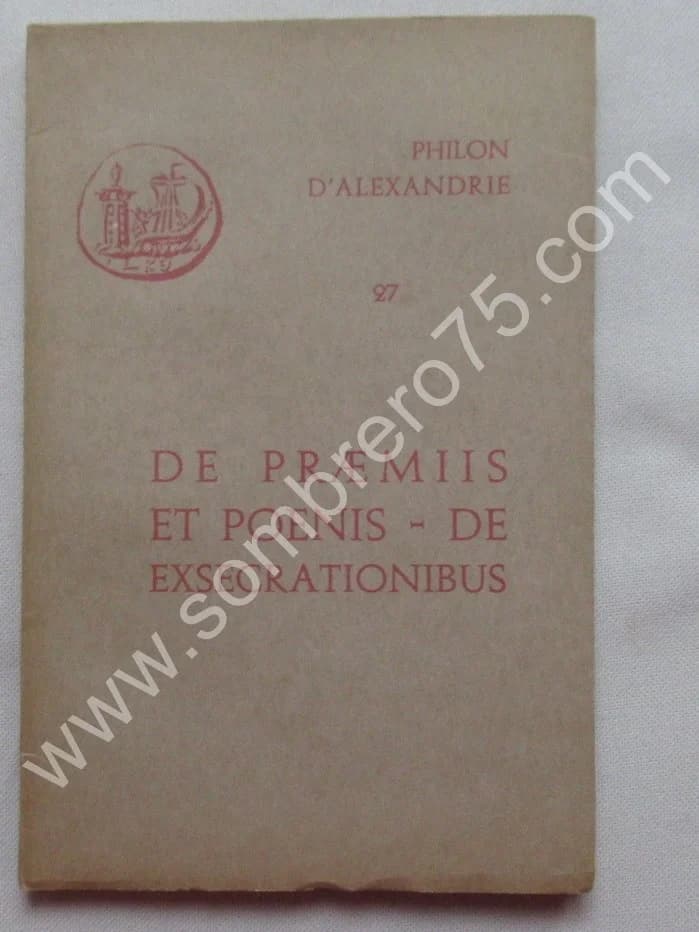 PHILON
D'ALEXANDRIE
27
DE PRÆMIIS
ET POENIS - DE
EXSECRATIONIBUS
www.sombrero75.com